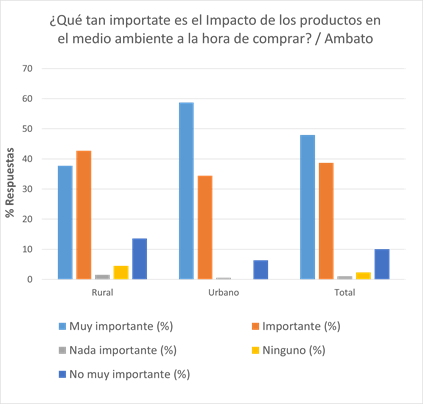 ¿Qué tan importate es el Impacto de los productos en
el medio ambiente a la hora de comprar? / Ambato
70
60
50
40
30
20
10
0
% Respuestas
Rural
Urbano
Total
Muy importante (%)
Importante (%)
Nada importante (%)
Ninguno (%)
No muy importante (%)